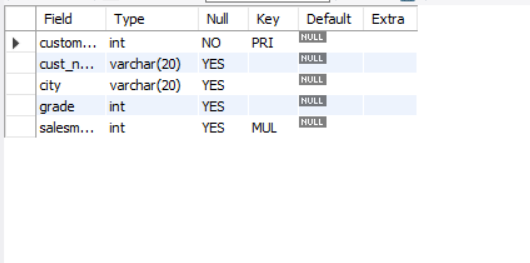 Field Type Null Key Default Extra
custom... int NO PRI NULL
cust_n... varchar(20) YES NULL
city varchar(20) YES NULL
grade int YES NULL
salesm... int YES MUL NULL